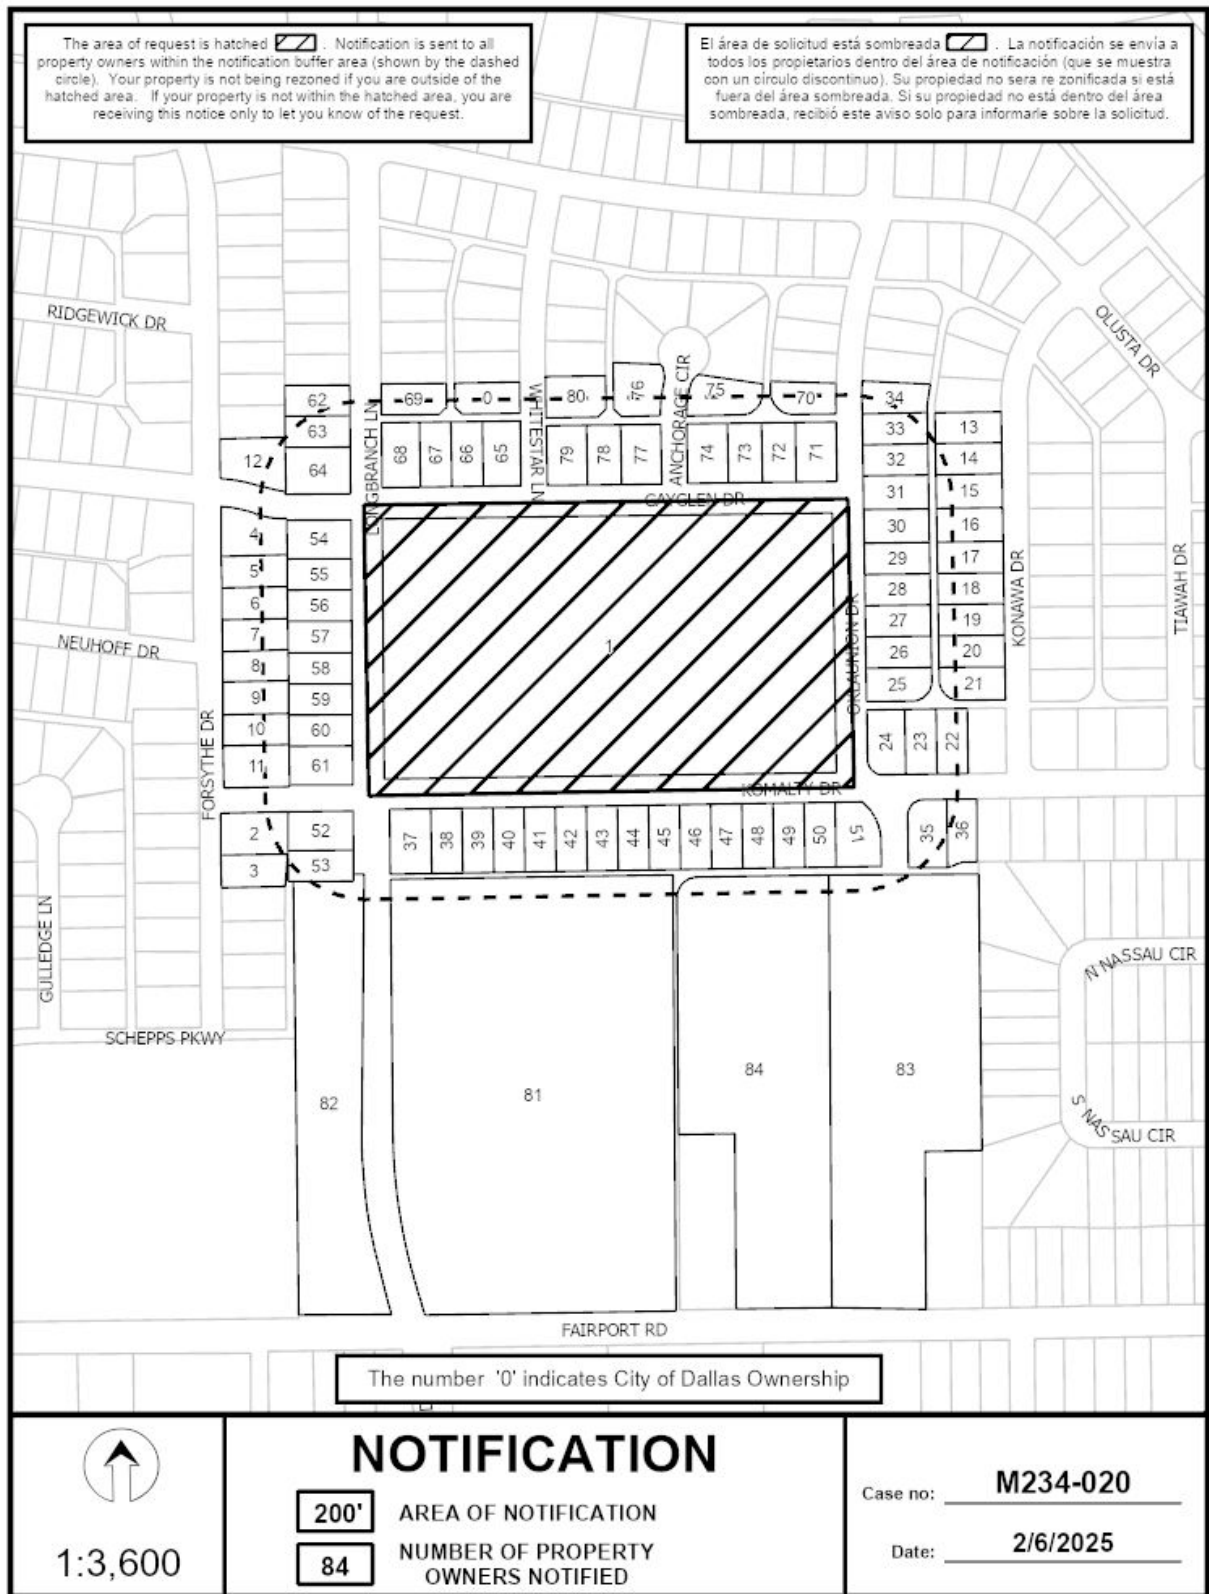 The area of request is hatched . Notification is sent to all
property owners within the notification buffer area (shown by the dashed
circle). Your property is not being rezoned if you are outside of the
hatched area. If your property is not within the hatched area, you are
receiving this notice only to let you know of the request.
El área de solicitud está sombreada . La notificación se envía a
todos los propietarios dentro del área de notificación (que se muestra
con un círculo discontinuo). Su propiedad no sera re zonificada si está
fuera del área sombreada. Si su propiedad no está dentro del área
sombreada, recibió este aviso solo para informarle sobre la solicitud.
RIDGEWICK DR
OLUSTA DR
LONGBRANCH LN
WHITESTAR LN
ANCHORAGE CIR
62
69
0
80
76
75
70
34
63
12
64
68
67
66
65
79
78
77
74
73
72
71
33
13
32
14
31
15
GAYGLEN DR
4
54
30
16
5
55
29
17
6
56
28
18
7
57
27
19
8
58
26
20
9
59
25
21
10
60
11
61
1
NEUHOFF DR
FORSYTHE DR
OKLAUNION DR
KONAWA DR
TIAWAH DR
24
23
22
KOMALTY DR
2
52
3
53
37
38
39
40
41
42
43
44
45
46
47
48
49
50
51
35
36
GULLEDGE LN
SCHEPPS PKWY
N NASSAU CIR
S NASSAU CIR
82
81
84
83
FAIRPORT RD
The number '0' indicates City of Dallas Ownership
1:3,600
NOTIFICATION
200' AREA OF NOTIFICATION
84 NUMBER OF PROPERTY
OWNERS NOTIFIED
Case no: M234-020
Date: 2/6/2025